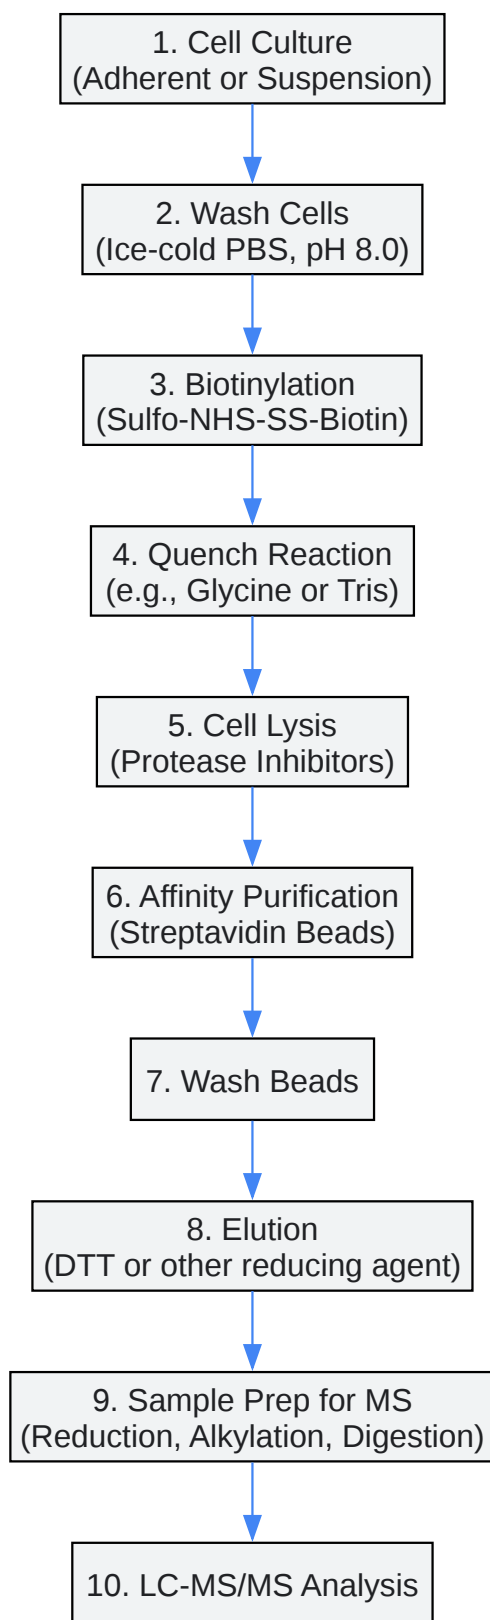 1. Cell Culture
(Adherent or Suspension)
2. Wash Cells
(Ice-cold PBS, pH 8.0)
3. Biotinylation
(Sulfo-NHS-SS-Biotin)
4. Quench Reaction
(e.g., Glycine or Tris)
5. Cell Lysis
(Protease Inhibitors)
6. Affinity Purification
(Streptavidin Beads)
7. Wash Beads
8. Elution
(DTT or other reducing agent)
9. Sample Prep for MS
(Reduction, Alkylation, Digestion)
10. LC-MS/MS Analysis